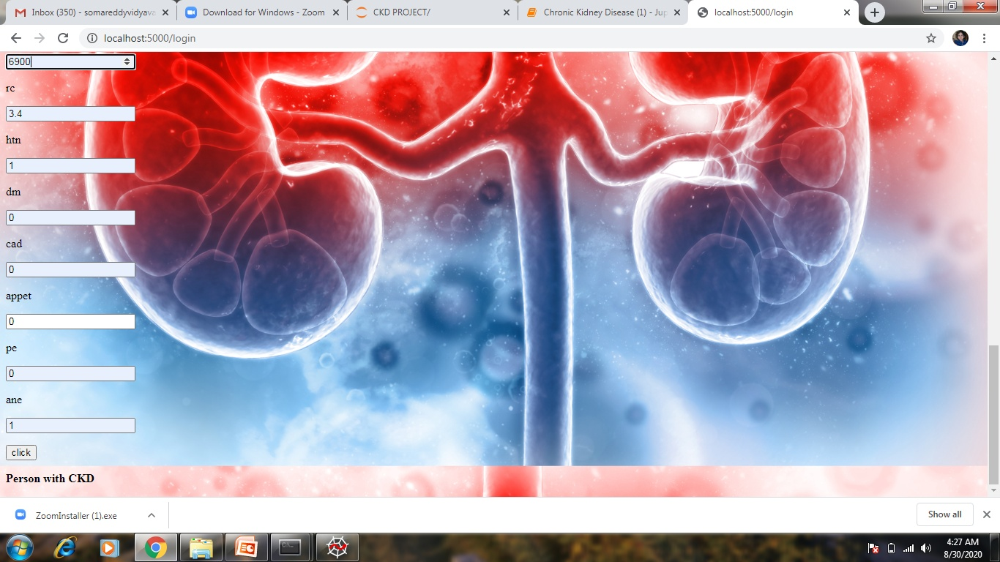 Inbox (350) - somareddyvidyava
Download for Windows - Zoom
CKD PROJECT/
Chronic Kidney Disease (1) - Jup
localhost:5000/login
localhost:5000/login
6900
rc
3.4
htn
1
dm
0
cad
0
appet
0
pe
0
ane
1
click
Person with CKD
ZoomInstaller (1).exe
Show all
4:27 AM
8/30/2020